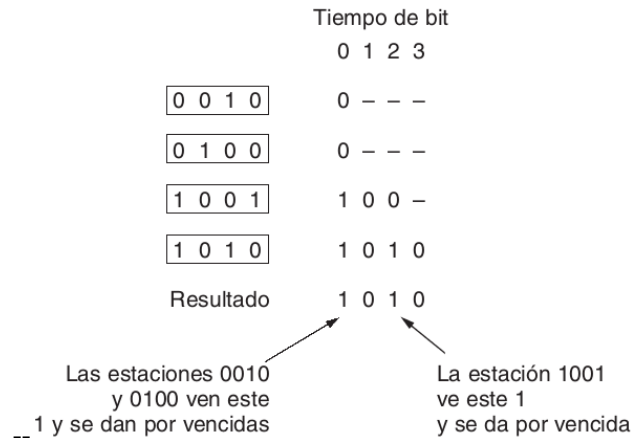 Tiempo de bit
0 1 2 3
0 0 1 0 0 – – –
0 1 0 0 0 – – –
1 0 0 1 1 0 0 –
1 0 1 0 1 0 1 0
Resultado 1 0 1 0
Las estaciones 0010
y 0100 ven este
1 y se dan por vencidas
La estación 1001
ve este 1
y se da por vencida